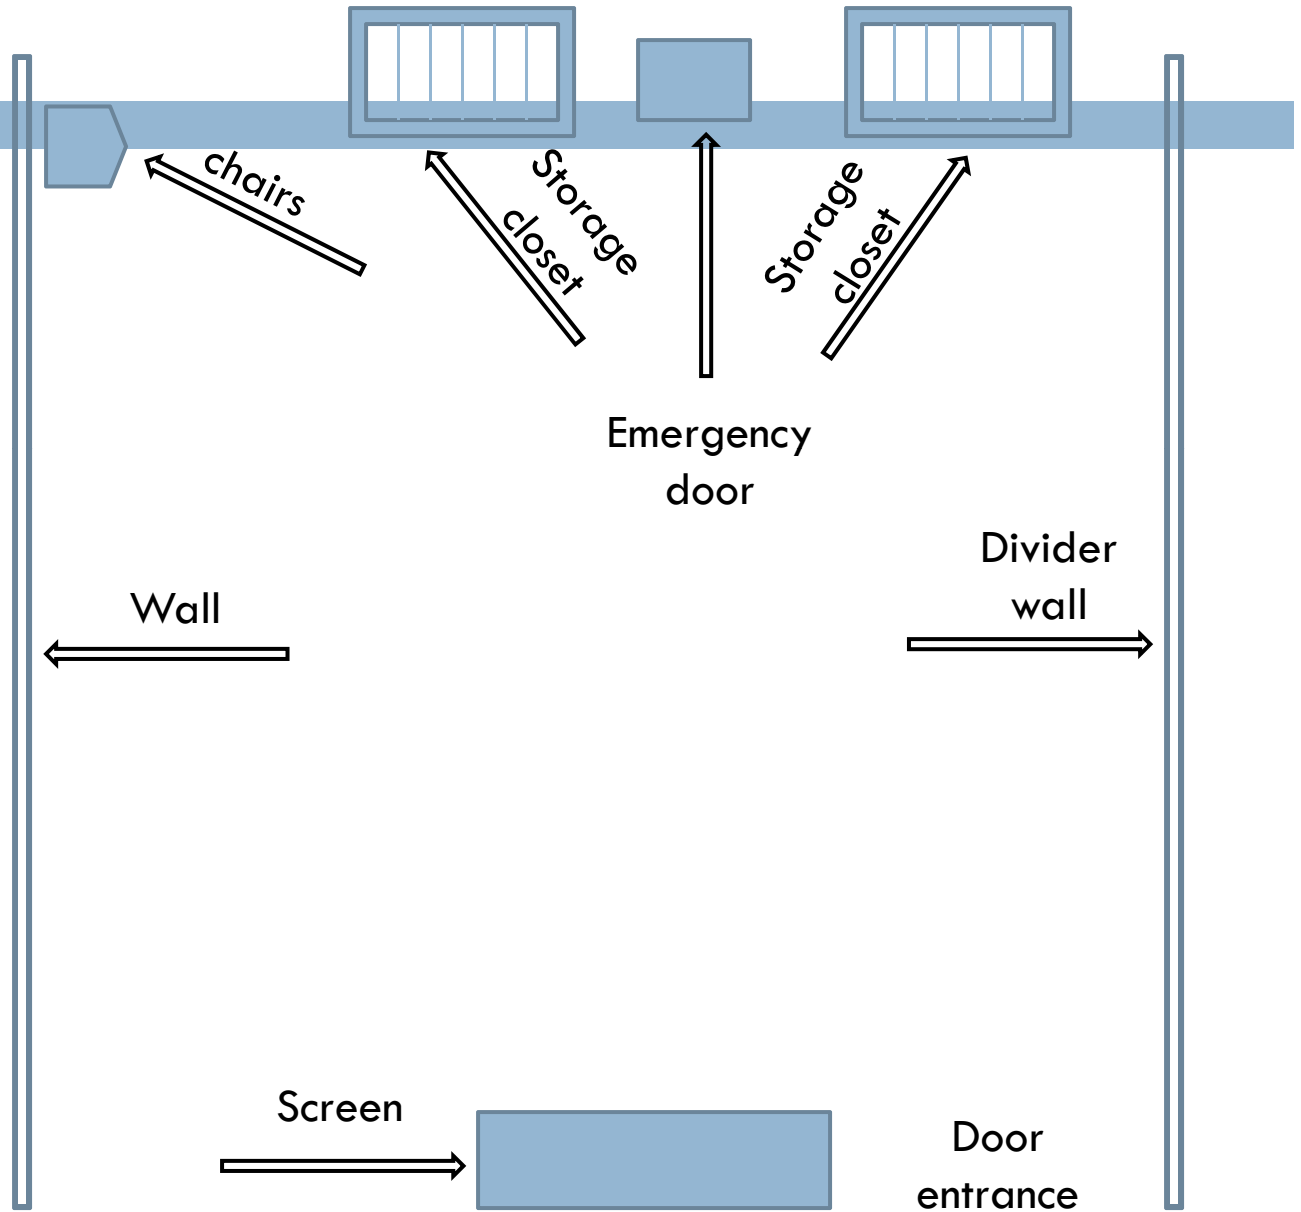 chairs
Storage
closet
Storage
closet
Emergency
door
Divider
wall
Wall
Screen
Door
entrance